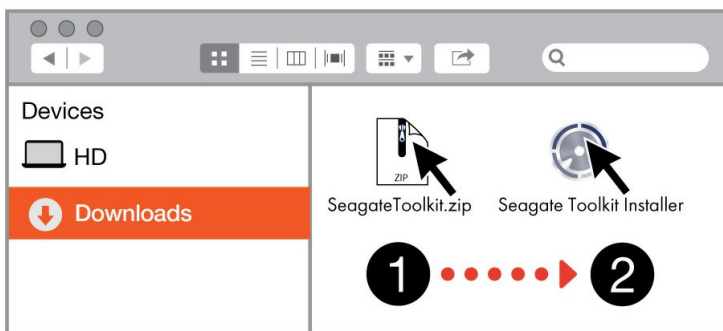 Devices
HD
Downloads
ZIP
SeagateToolkit.zip
Seagate Toolkit Installer
1
2